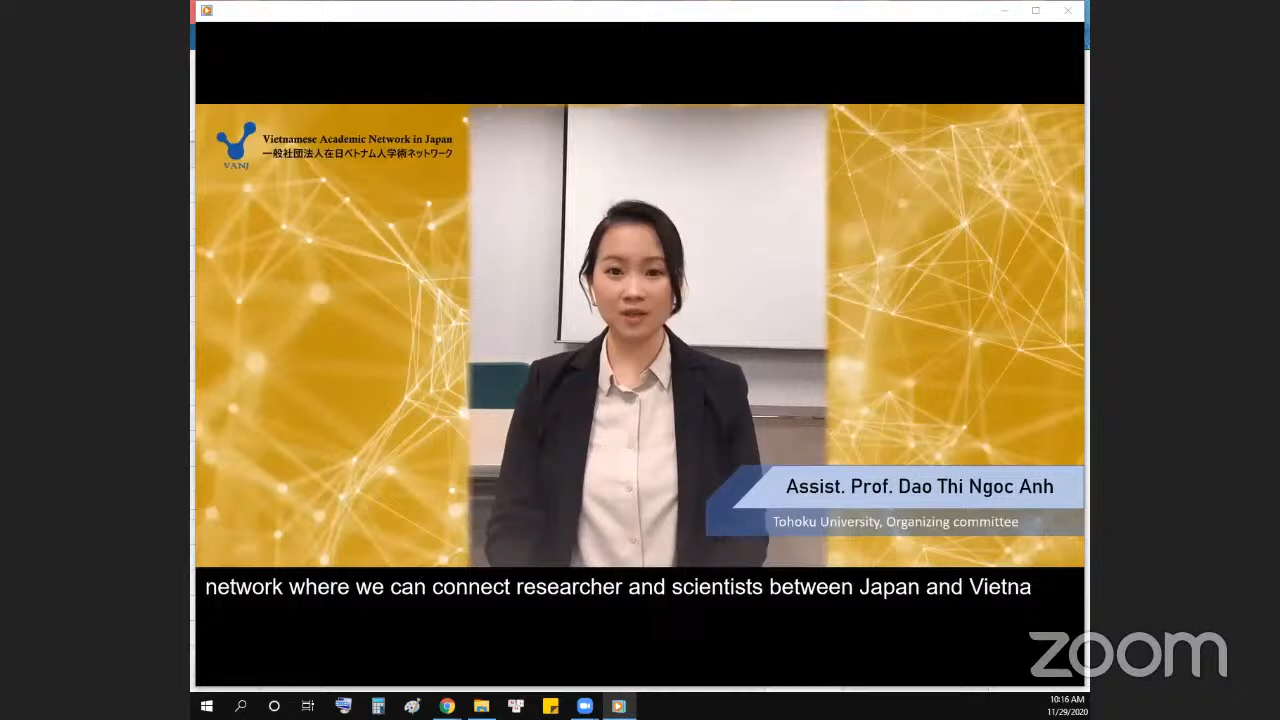 Vietnamese Academic Network in Japan
一般社団法人在日ベトナム人学術ネットワーク
VANJ
Assist. Prof. Dao Thi Ngoc Anh
Tohoku University, Organizing committee
network where we can connect researcher and scientists between Japan and Vietna
zoom
10:16 AM
11/29/2020